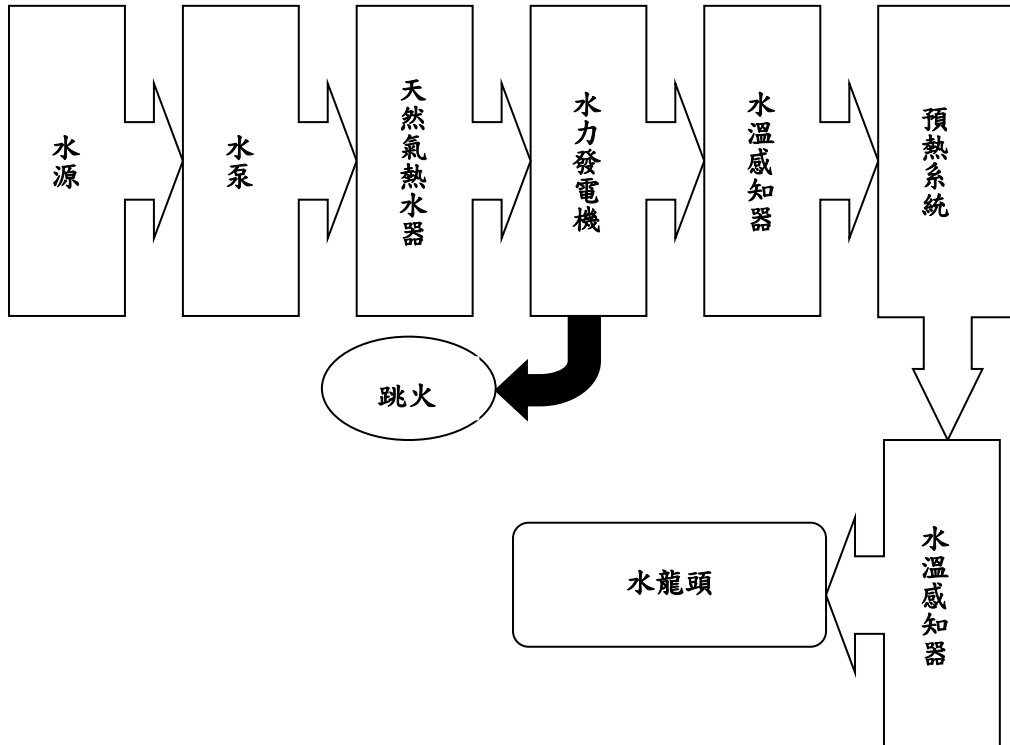 水源
水泵
天然氣熱水器
水力發電機
水溫感知器
預熱系統
跳火
水溫感知器
水龍頭